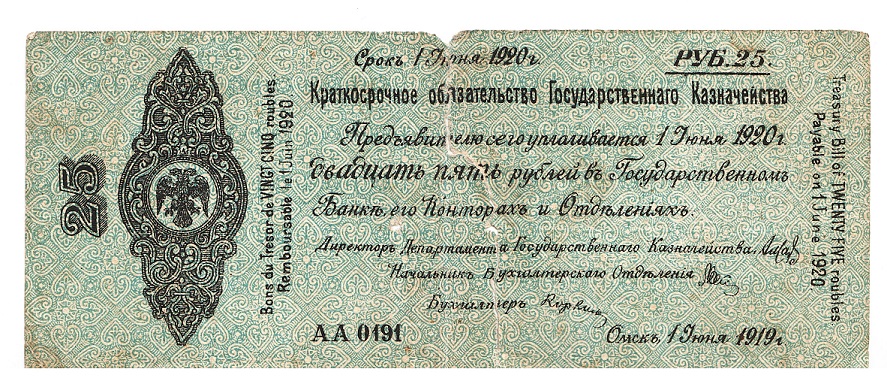 Срокъ 1 Іюня 1920 г.
РУБ. 25.
Краткосрочное обязательство Государственнаго Казначейства
Предъявителю сего уплачивается 1 Іюня 1920 г.
двадцать пять рублей въ Государственномъ
Банкѣ, его Конторахъ и Отдѣленіяхъ.
Директоръ Департамента Государственнаго Казначейства
Начальникъ Бухгалтерскаго Отдѣленія
Бухгалтеръ
АА 0191
Омскъ, 1 Іюня 1919 г.
25
Bons du Tresor de VINGT CINQ roubles
Remboursable le 1 Juin 1920
Treasury Bill of TWENTY-FIVE roubles
Payable on 1 June 1920